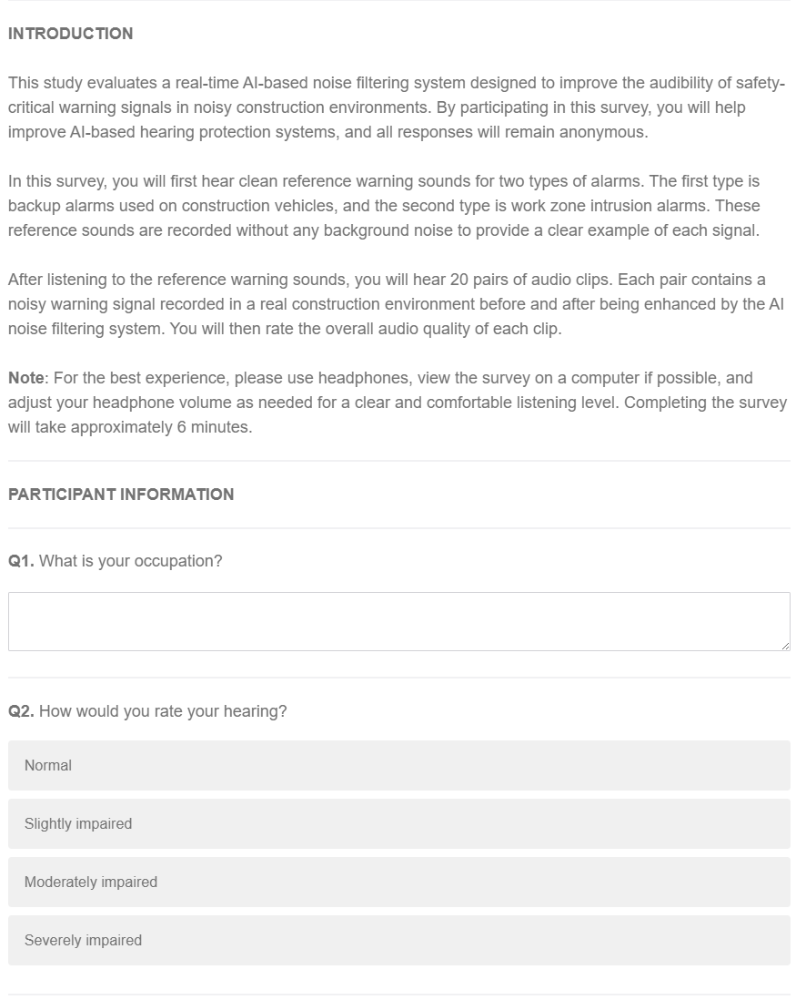 INTRODUCTION
This study evaluates a real-time AI-based noise filtering system designed to improve the audibility of safety-
critical warning signals in noisy construction environments. By participating in this survey, you will help
improve AI-based hearing protection systems, and all responses will remain anonymous.
In this survey, you will first hear clean reference warning sounds for two types of alarms. The first type is
backup alarms used on construction vehicles, and the second type is work zone intrusion alarms. These
reference sounds are recorded without any background noise to provide a clear example of each signal.
After listening to the reference warning sounds, you will hear 20 pairs of audio clips. Each pair contains a
noisy warning signal recorded in a real construction environment before and after being enhanced by the AI
noise filtering system. You will then rate the overall audio quality of each clip.
Note: For the best experience, please use headphones, view the survey on a computer if possible, and
adjust your headphone volume as needed for a clear and comfortable listening level. Completing the survey
will take approximately 6 minutes.
PARTICIPANT INFORMATION
Q1. What is your occupation?
Q2. How would you rate your hearing?
Normal
Slightly impaired
Moderately impaired
Severely impaired